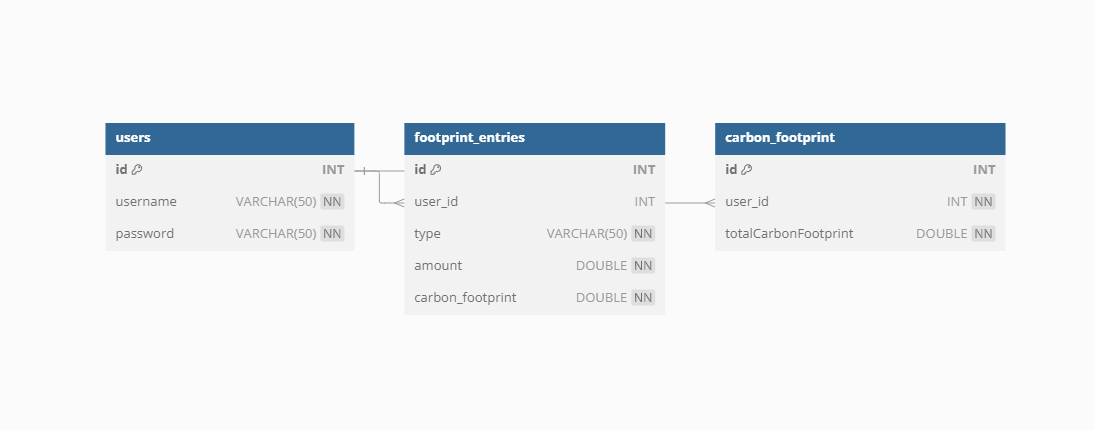 users
id INT
username VARCHAR(50) NN
password VARCHAR(50) NN
footprint_entries
id INT
user_id INT
type VARCHAR(50) NN
amount DOUBLE NN
carbon_footprint DOUBLE NN
carbon_footprint
id INT
user_id INT NN
totalCarbonFootprint DOUBLE NN